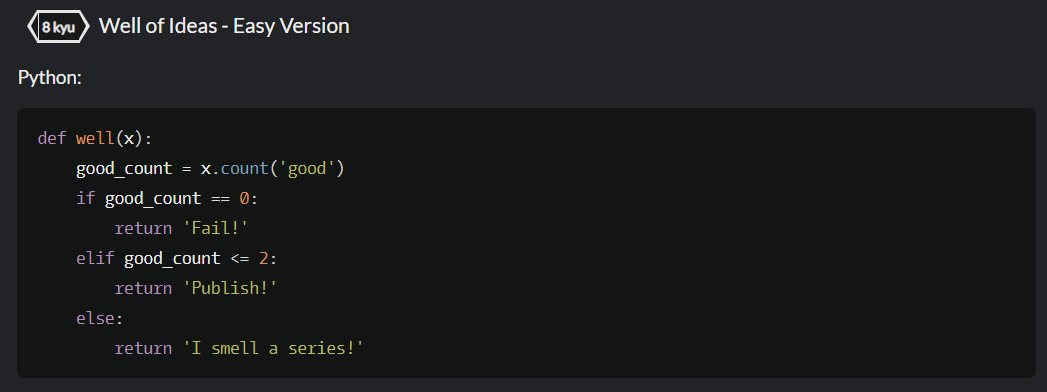 8 kyu Well of Ideas - Easy Version
Python:
def well(x):
    good_count = x.count('good')
    if good_count == 0:
        return 'Fail!'
    elif good_count <= 2:
        return 'Publish!'
    else:
        return 'I smell a series!'